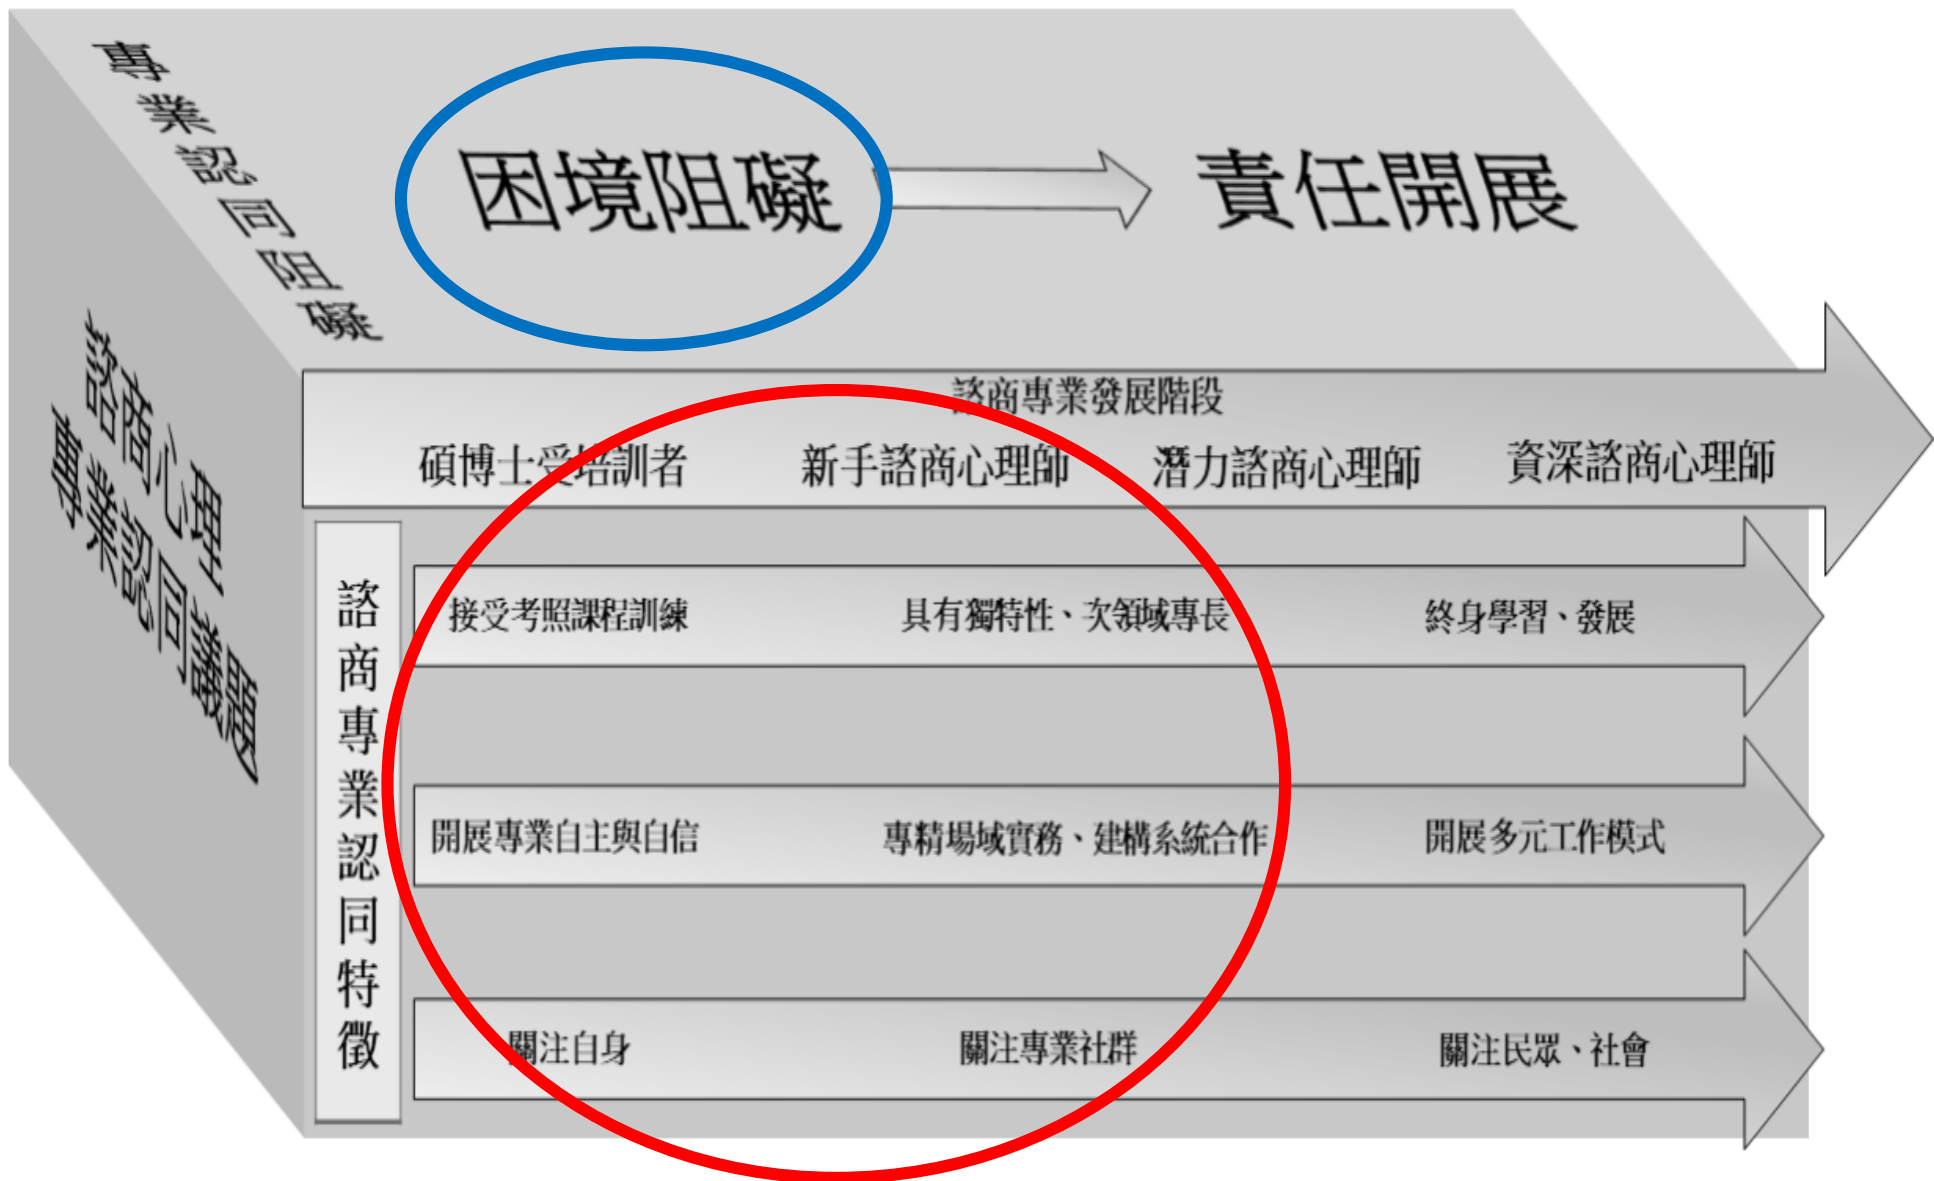 專業認同阻礙
困境阻礙
責任開展
諮商心理
專業認同議題
諮商專業發展階段
碩博士受培訓者 新手諮商心理師 潛力諮商心理師 資深諮商心理師
諮商專業認同特徵
接受考照課程訓練 具有獨特性、次領域專長 終身學習、發展
開展專業自主與自信 專精場域實務、建構系統合作 開展多元工作模式
關注自身 關注專業社群 關注民眾、社會